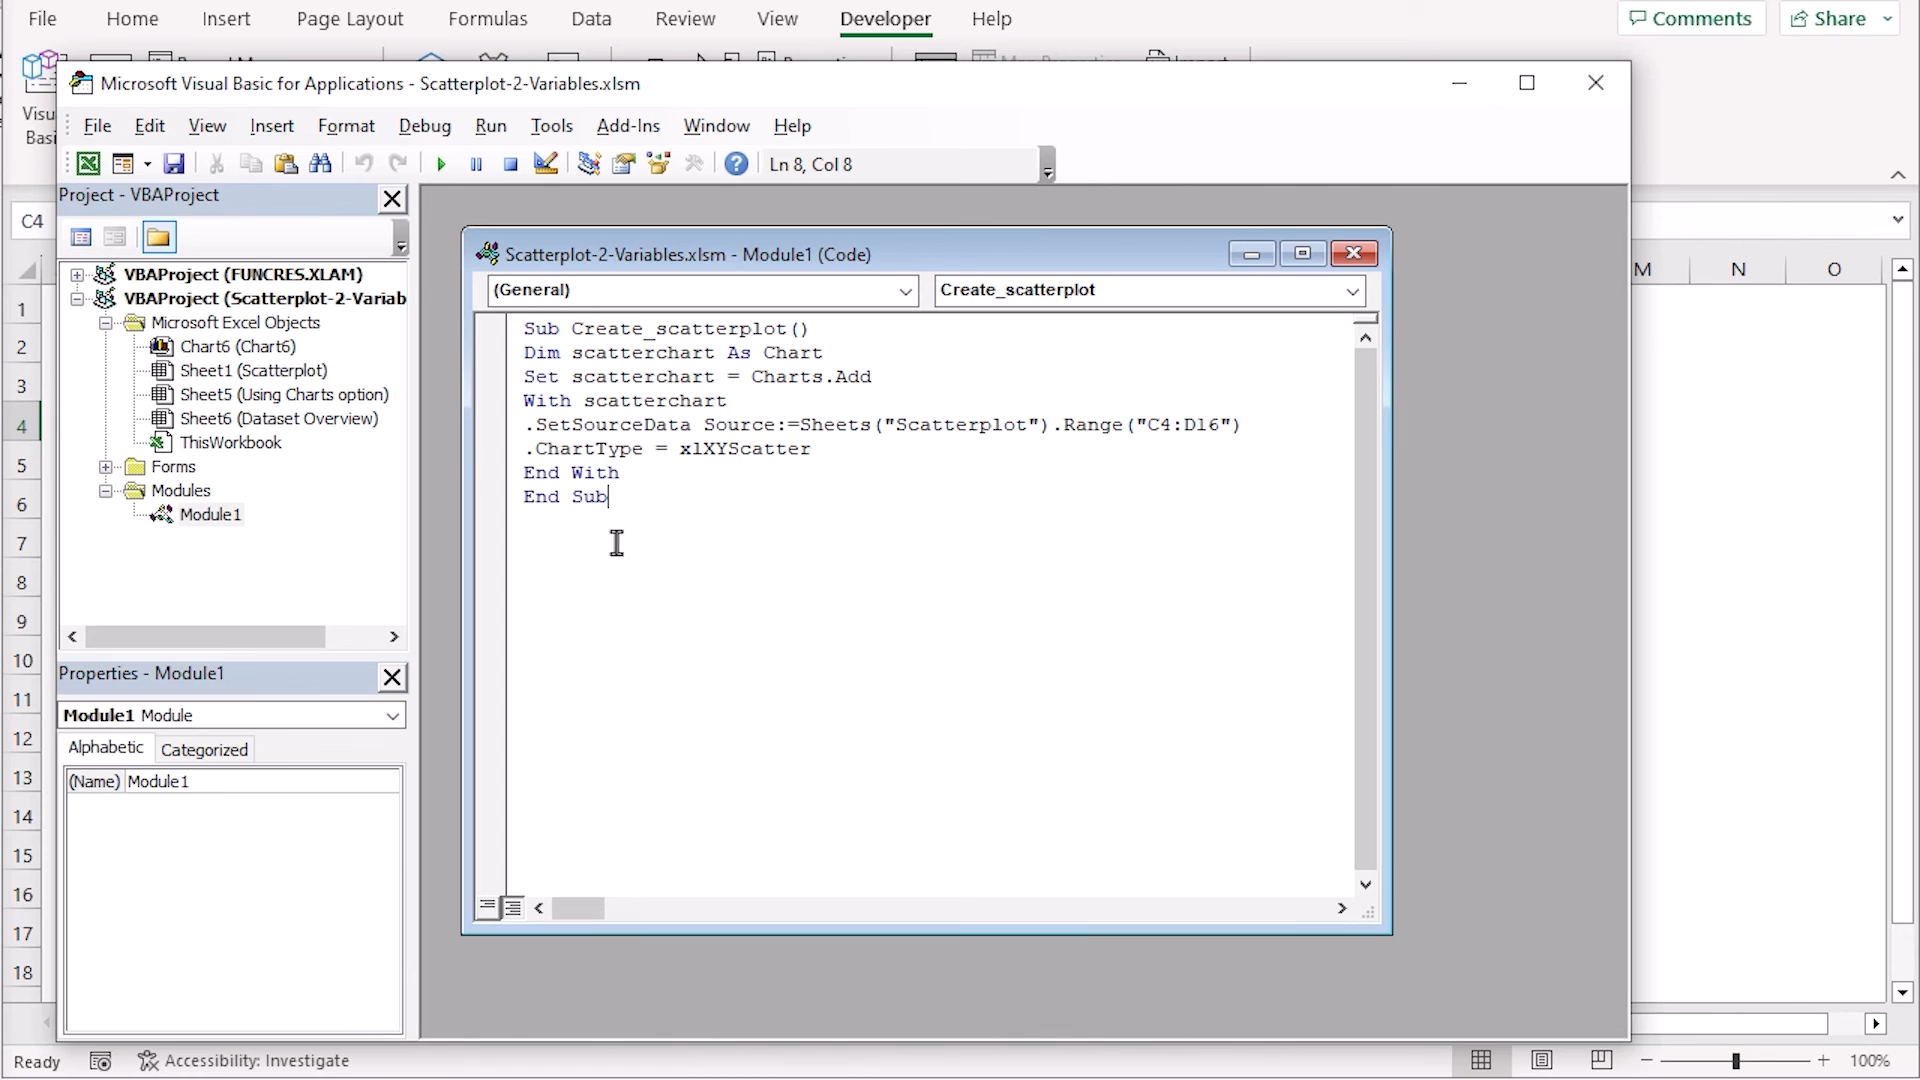 File Home Insert Page Layout Formulas Data Review View Developer Help Comments Share
Visu
Basi
Microsoft Visual Basic for Applications - Scatterplot-2-Variables.xlsm
File Edit View Insert Format Debug Run Tools Add-Ins Window Help
Ln 8, Col 8
Project - VBAProject
VBAProject (FUNCRES.XLAM)
VBAProject (Scatterplot-2-Variab
Microsoft Excel Objects
Chart6 (Chart6)
Sheet1 (Scatterplot)
Sheet5 (Using Charts option)
Sheet6 (Dataset Overview)
ThisWorkbook
Forms
Modules
Module1
Properties - Module1
Module1 Module
Alphabetic Categorized
(Name) Module1
Scatterplot-2-Variables.xlsm - Module1 (Code)
(General) Create_scatterplot
Sub Create_scatterplot()
Dim scatterchart As Chart
Set scatterchart = Charts.Add
With scatterchart
.SetSourceData Source:=Sheets("Scatterplot").Range("C4:D16")
.ChartType = xlXYScatter
End With
End Sub
C4
M N O
1
2
3
4
5
6
7
8
9
10
11
12
13
14
15
16
17
18
Ready Accessibility: Investigate 100%